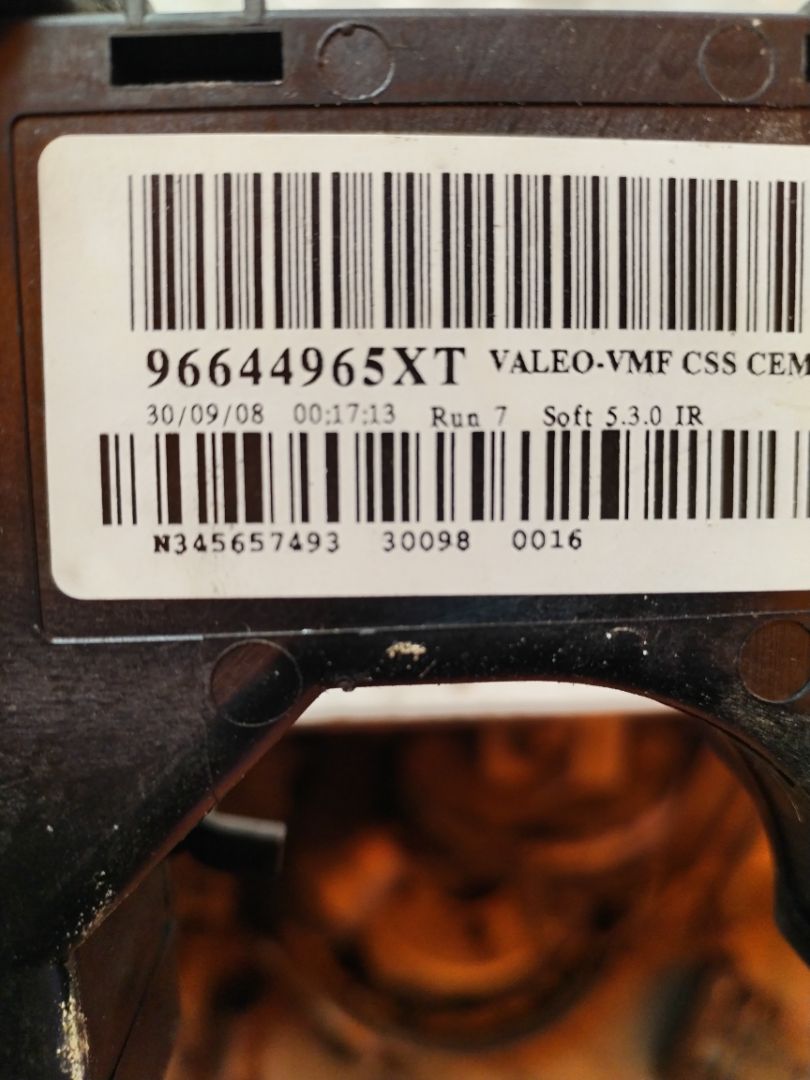 96644965XT VALEO-VMF CSS CEM
30/09/08 00:17:13 Run 7 Soft 5.3.0 IR
N345657493 30098 0016